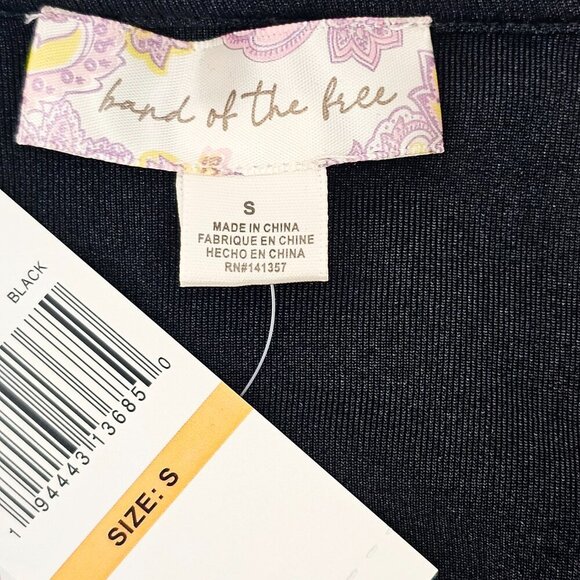 band of the free
S
MADE IN CHINA
FABRIQUE EN CHINE
HECHO EN CHINA
RN#141357
BLACK
1 94443 13685 0
SIZE: S